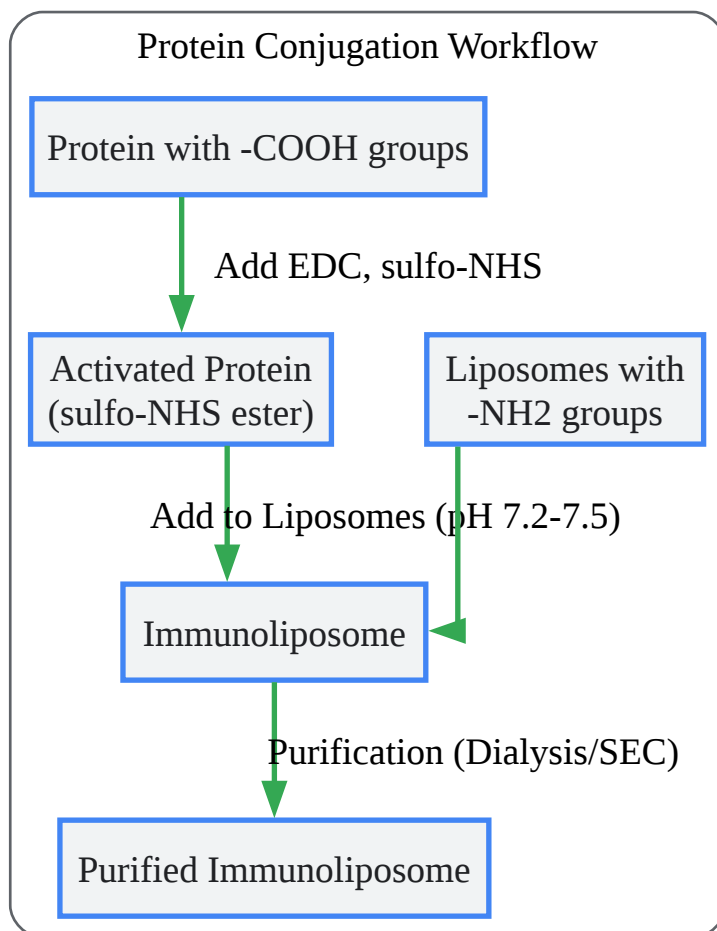 Protein Conjugation Workflow
Protein with -COOH groups
Add EDC, sulfo-NHS
Activated Protein
(sulfo-NHS ester)
Liposomes with
-NH2 groups
Add to Liposomes (pH 7.2-7.5)
Immunoliposome
Purification (Dialysis/SEC)
Purified Immunoliposome